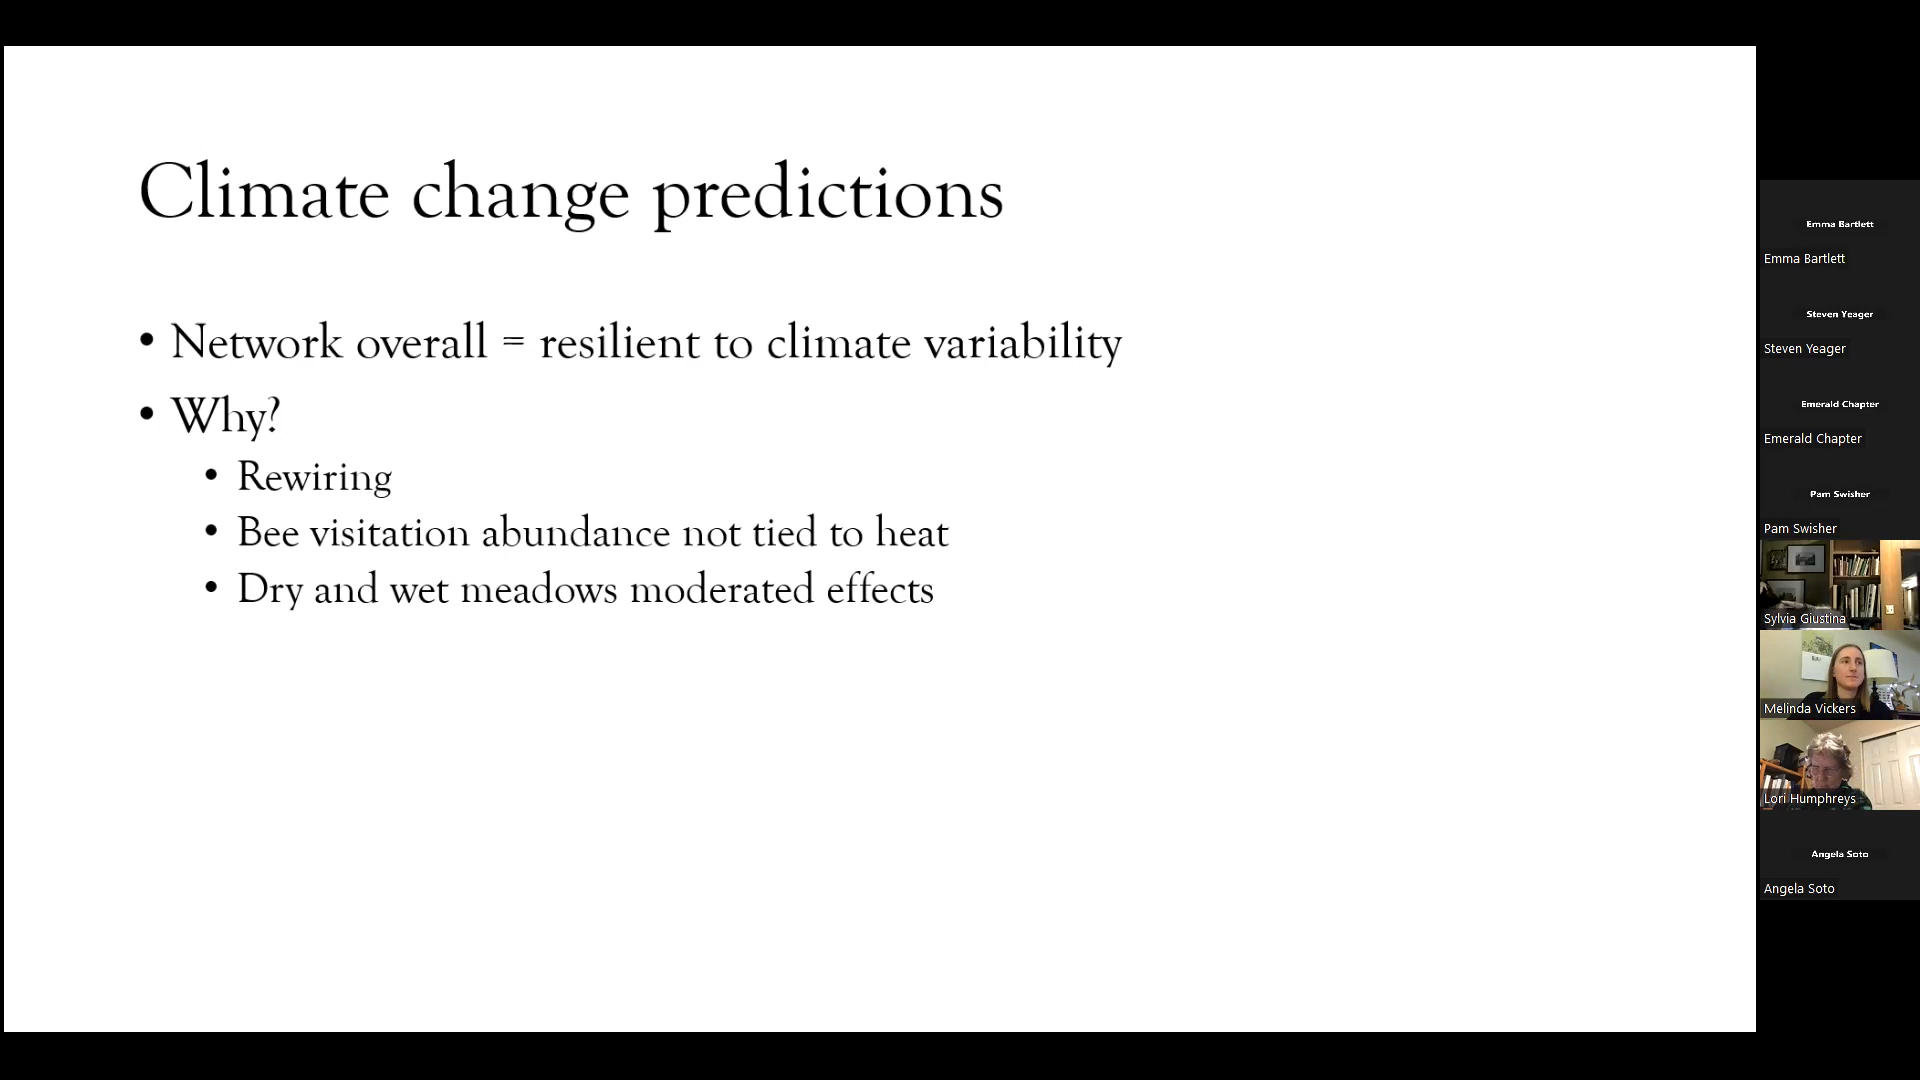 Climate change predictions
• Network overall = resilient to climate variability
• Why?
• Rewiring
• Bee visitation abundance not tied to heat
• Dry and wet meadows moderated effects
Emma Bartlett
Emma Bartlett
Steven Yeager
Steven Yeager
Emerald Chapter
Emerald Chapter
Pam Swisher
Pam Swisher
Sylvia Giustina
Melinda Vickers
Lori Humphreys
Angela Soto
Angela Soto